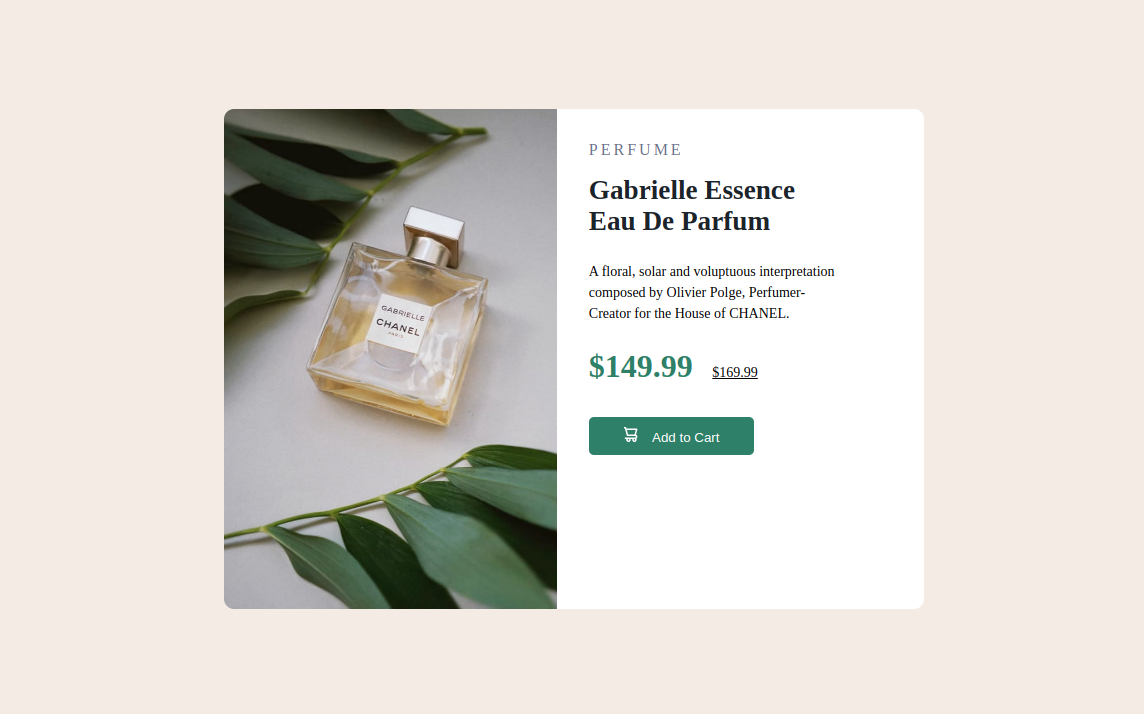 PERFUME
Gabrielle Essence
Eau De Parfum
A floral, solar and voluptuous interpretation
composed by Olivier Polge, Perfumer-
Creator for the House of CHANEL.
$149.99 $169.99
Add to Cart
GABRIELLE
CHANEL
PARIS